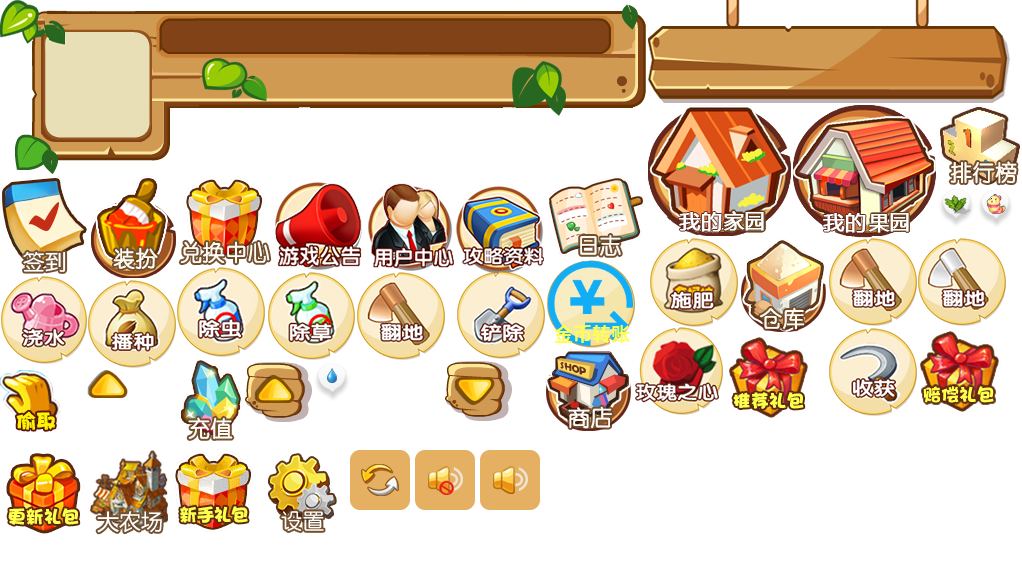 1
2
排行榜
我的家园
我的果园
签到
装扮
兑换中心
游戏公告
用户中心
攻略资料
日志
浇水
播种
除虫
除草
翻地
铲除
¥
金币转账
施肥
仓库
翻地
翻地
偷取
充值
SHOP
商店
玫瑰之心
推荐礼包
收获
赔偿礼包
更新礼包
大农场
新手礼包
设置